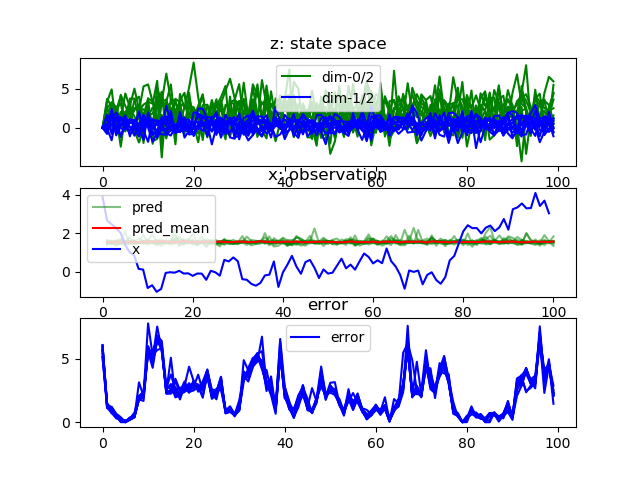 z: state space
5
0
dim-0/2
dim-1/2
0 20 40 60 80 100
x: observation
4
2
0
pred
pred_mean
x
0 20 40 60 80 100
error
5
0
error
0 20 40 60 80 100